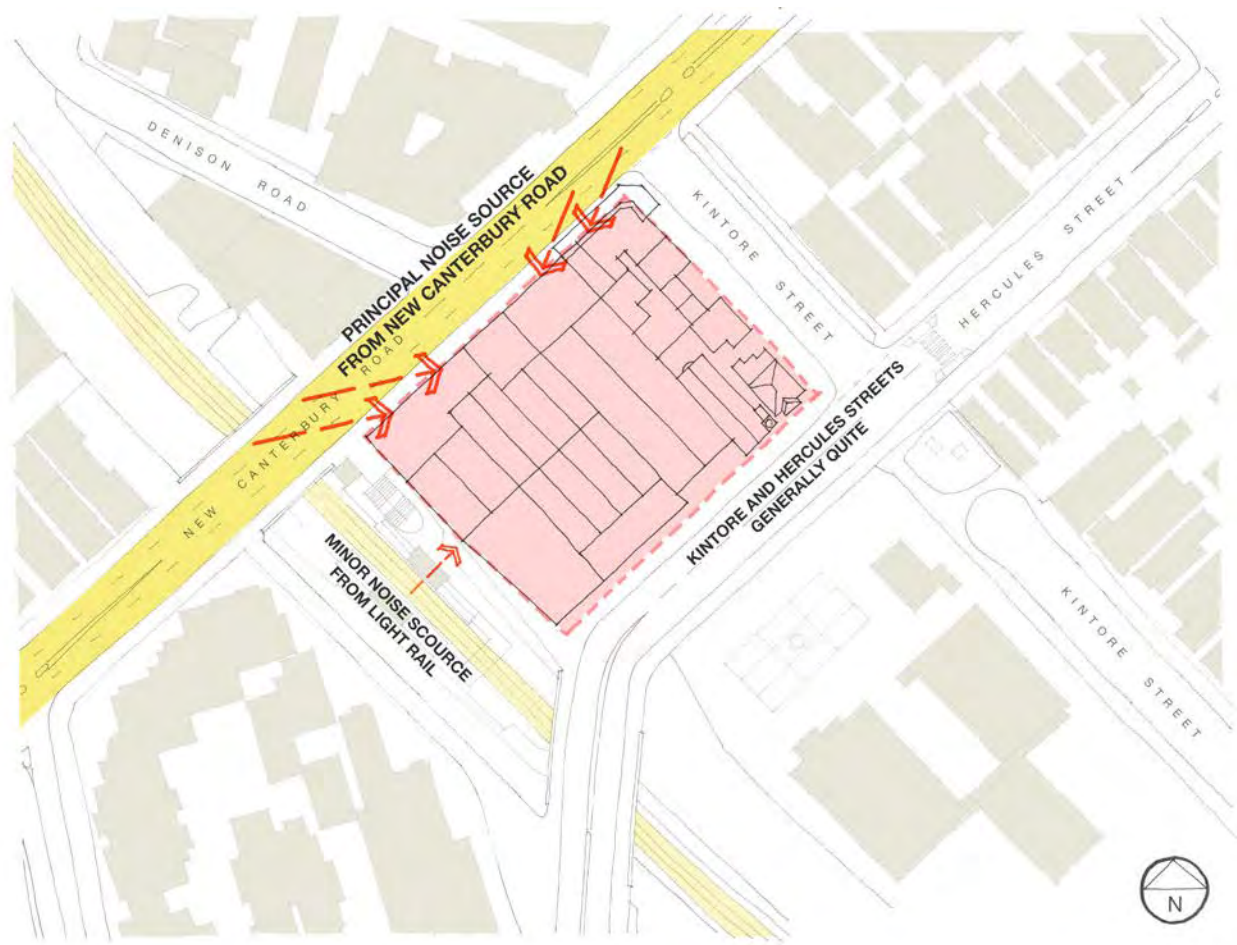 DENISON ROAD
PRINCIPAL NOISE SOURCE
FROM NEW CANTERBURY ROAD
NEW CANTERBURY ROAD
KINTORE STREET
HERCULES STREET
KINTORE AND HERCULES STREETS
GENERALLY QUITE
MINOR NOISE SCOURCE
FROM LIGHT RAIL
KINTORE STREET
N